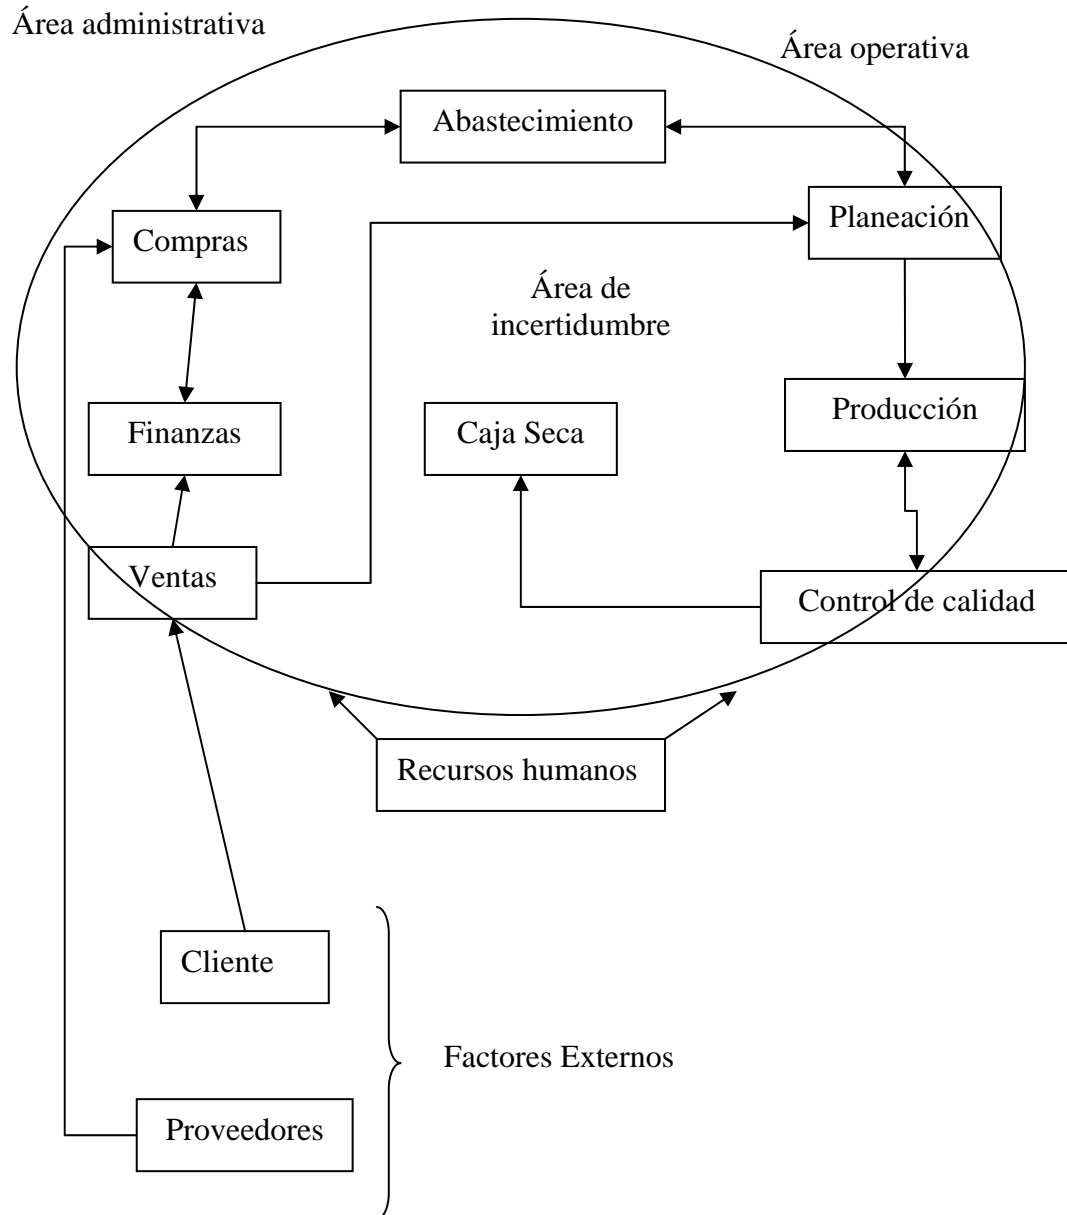 Área administrativa
Área operativa
Abastecimiento
Planeación
Compras
Área de
incertidumbre
Producción
Finanzas
Caja Seca
Ventas
Control de calidad
Recursos humanos
Cliente
Factores Externos
Proveedores